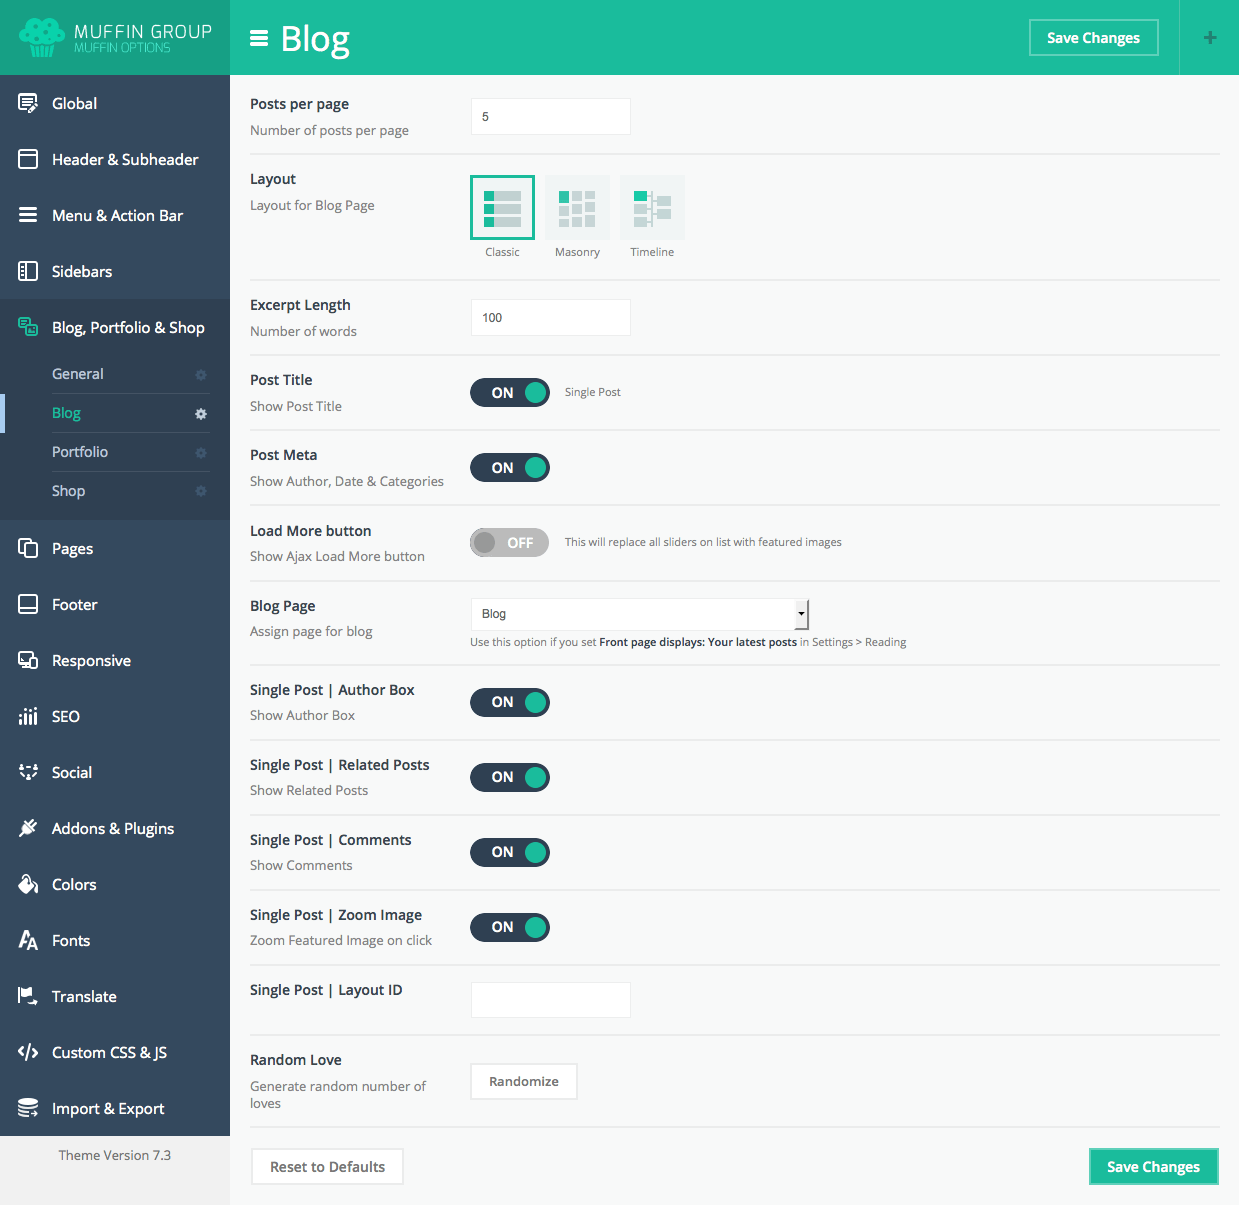 MUFFIN GROUP
MUFFIN OPTIONS
Blog
Save Changes
Global
Header & Subheader
Menu & Action Bar
Sidebars
Blog, Portfolio & Shop
General
Blog
Portfolio
Shop
Pages
Footer
Responsive
SEO
Social
Addons & Plugins
Colors
Fonts
Translate
Custom CSS & JS
Import & Export
Theme Version 7.3
Posts per page
Number of posts per page
5
Layout
Layout for Blog Page
Classic
Masonry
Timeline
Excerpt Length
Number of words
100
Post Title
Show Post Title
ON
Single Post
Post Meta
Show Author, Date & Categories
ON
Load More button
Show Ajax Load More button
OFF
This will replace all sliders on list with featured images
Blog Page
Assign page for blog
Blog
Use this option if you set Front page displays: Your latest posts in Settings > Reading
Single Post | Author Box
Show Author Box
ON
Single Post | Related Posts
Show Related Posts
ON
Single Post | Comments
Show Comments
ON
Single Post | Zoom Image
Zoom Featured Image on click
ON
Single Post | Layout ID
Random Love
Generate random number of
loves
Randomize
Reset to Defaults
Save Changes